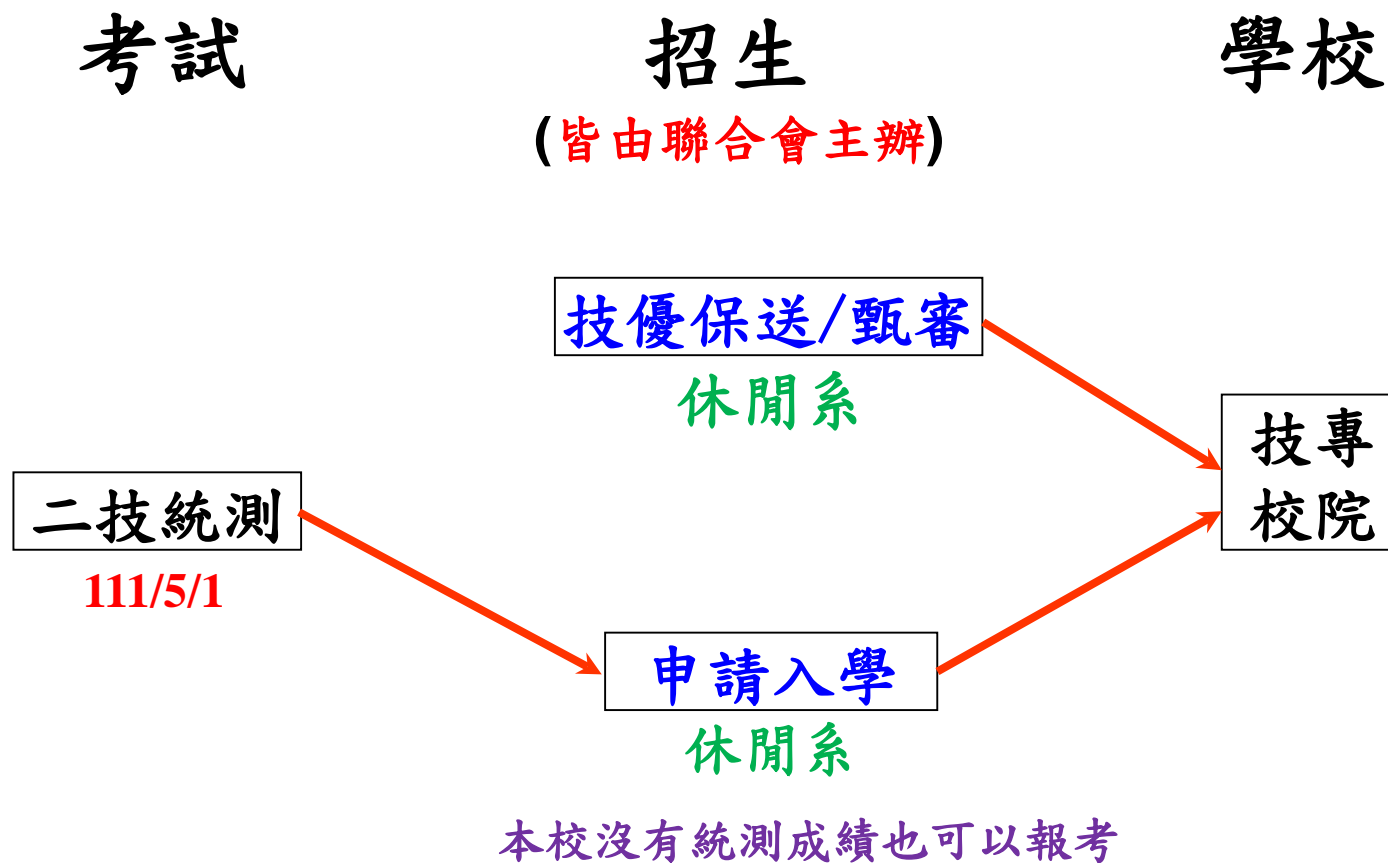 考試
招生
學校
(皆由聯合會主辦)
技優保送/甄審
休閒系
技專
校院
二技統測
111/5/1
申請入學
休閒系
本校沒有統測成績也可以報考